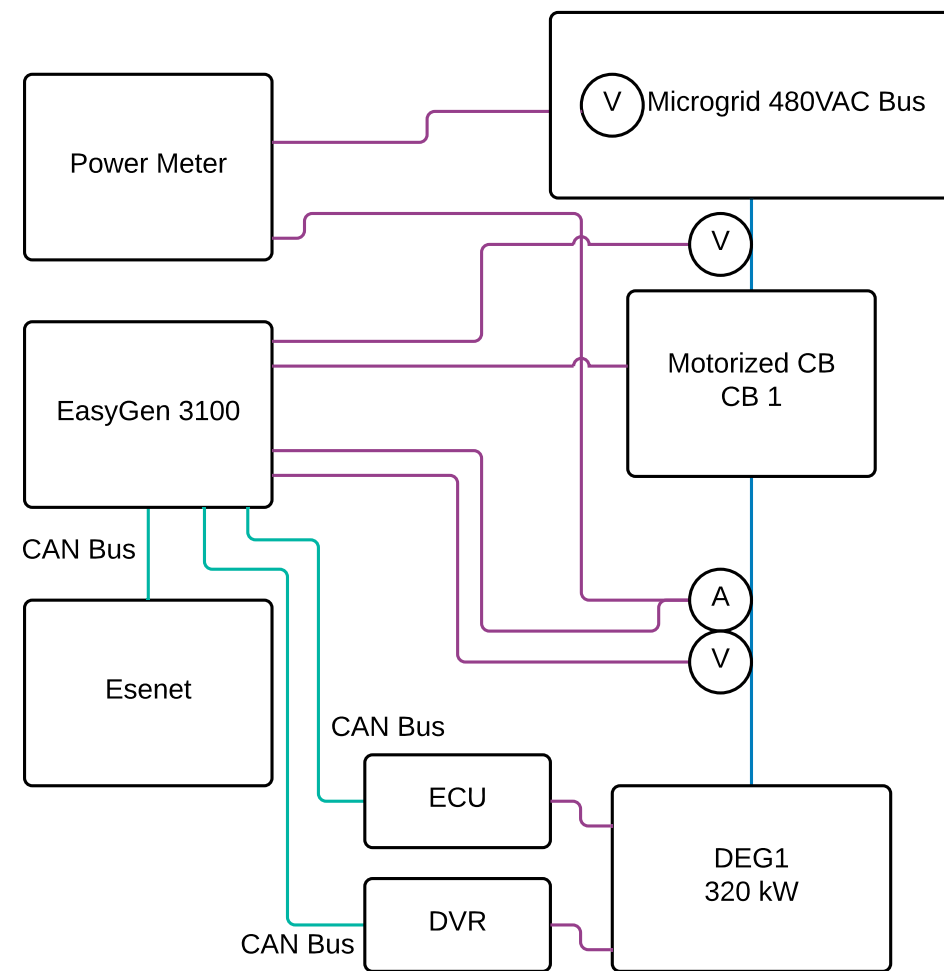 V
Microgrid 480VAC Bus
Power Meter
V
Motorized CB
CB 1
EasyGen 3100
CAN Bus
A
V
Esenet
CAN Bus
ECU
DEG1
320 kW
DVR
CAN Bus